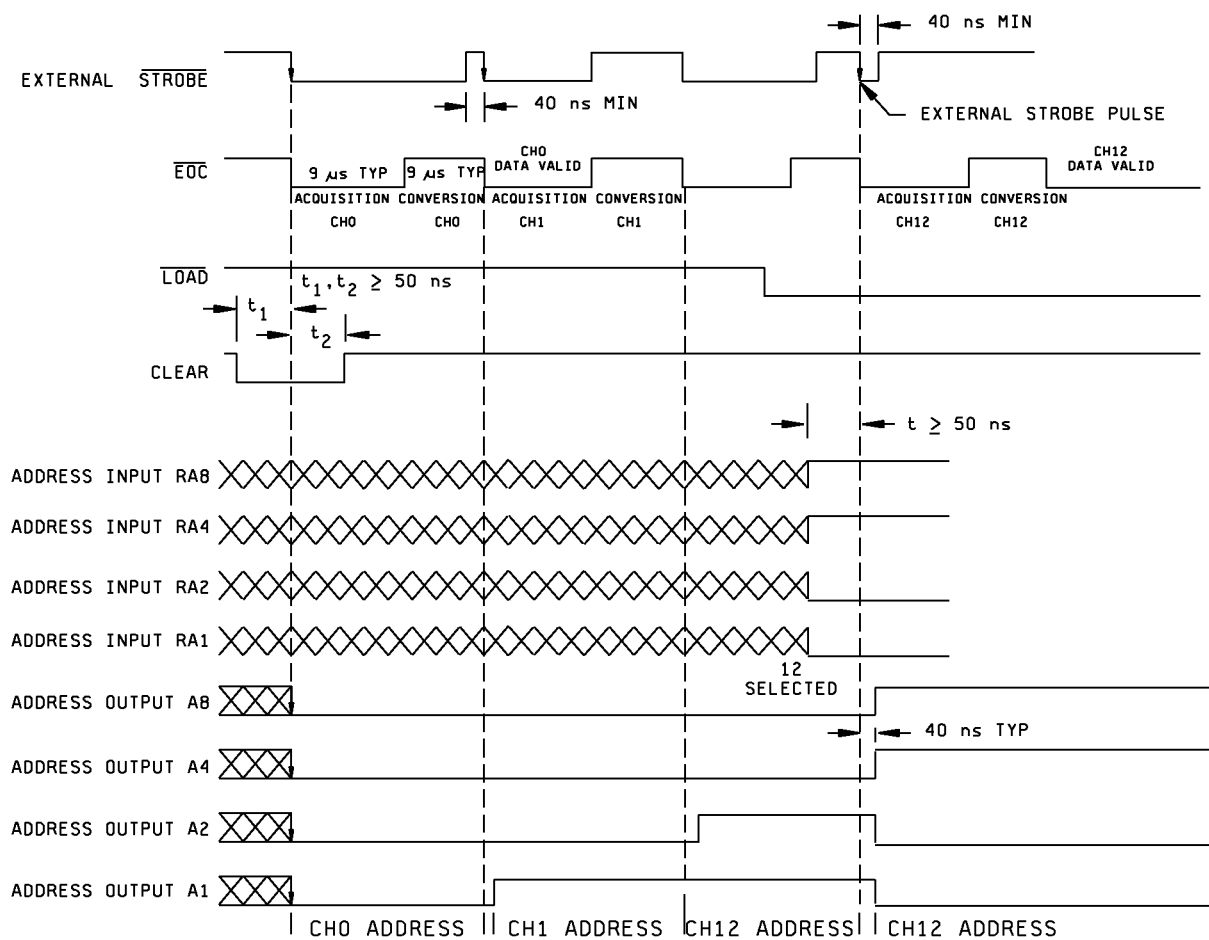 40 ns MIN
EXTERNAL STROBE
40 ns MIN
EXTERNAL STROBE PULSE
EOC
9 μs TYP
9 μs TYP
CH0
DATA VALID
CH12
DATA VALID
ACQUISITION
CH0
CONVERSION
CH0
ACQUISITION
CH1
CONVERSION
CH1
ACQUISITION
CH12
CONVERSION
CH12
LOAD
t1, t2 ≥ 50 ns
t1
t2
CLEAR
t ≥ 50 ns
ADDRESS INPUT RA8
ADDRESS INPUT RA4
ADDRESS INPUT RA2
ADDRESS INPUT RA1
12
SELECTED
ADDRESS OUTPUT A8
40 ns TYP
ADDRESS OUTPUT A4
ADDRESS OUTPUT A2
ADDRESS OUTPUT A1
CH0 ADDRESS
CH1 ADDRESS
CH12 ADDRESS
CH12 ADDRESS